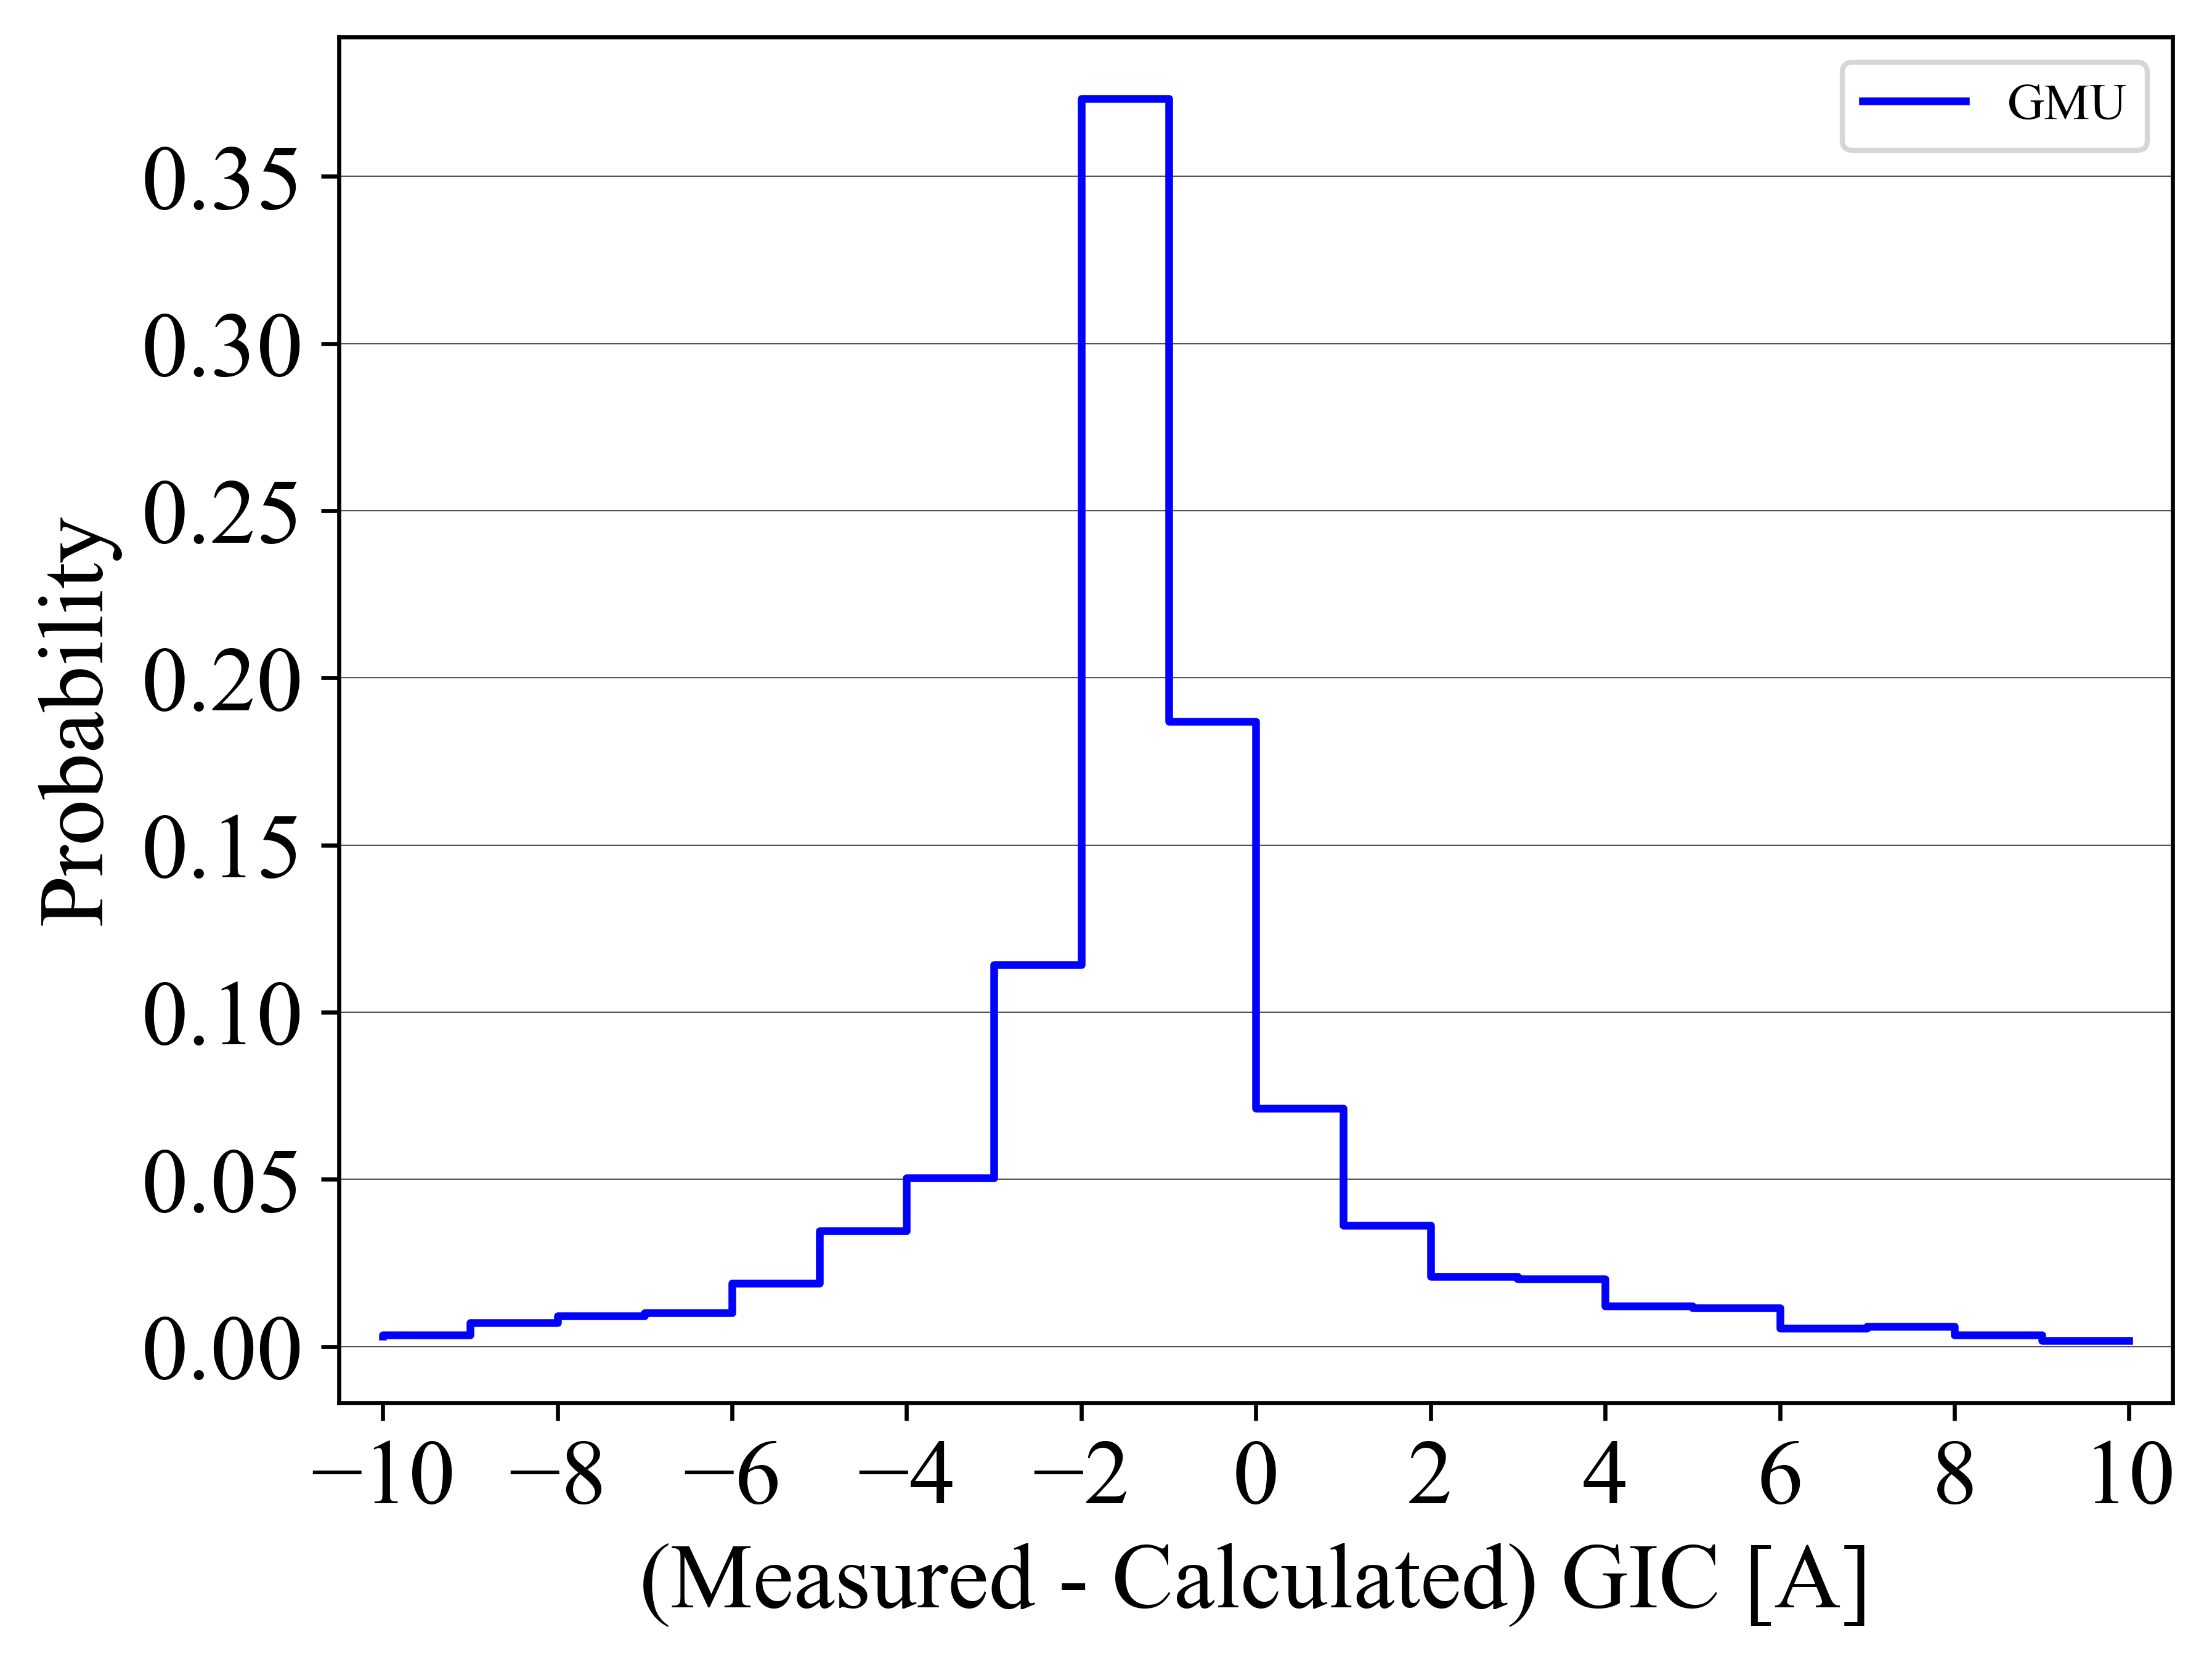 GMU
Probability
0.35
0.30
0.25
0.20
0.15
0.10
0.05
0.00
−10 −8 −6 −4 −2 0 2 4 6 8 10
(Measured - Calculated) GIC [A]